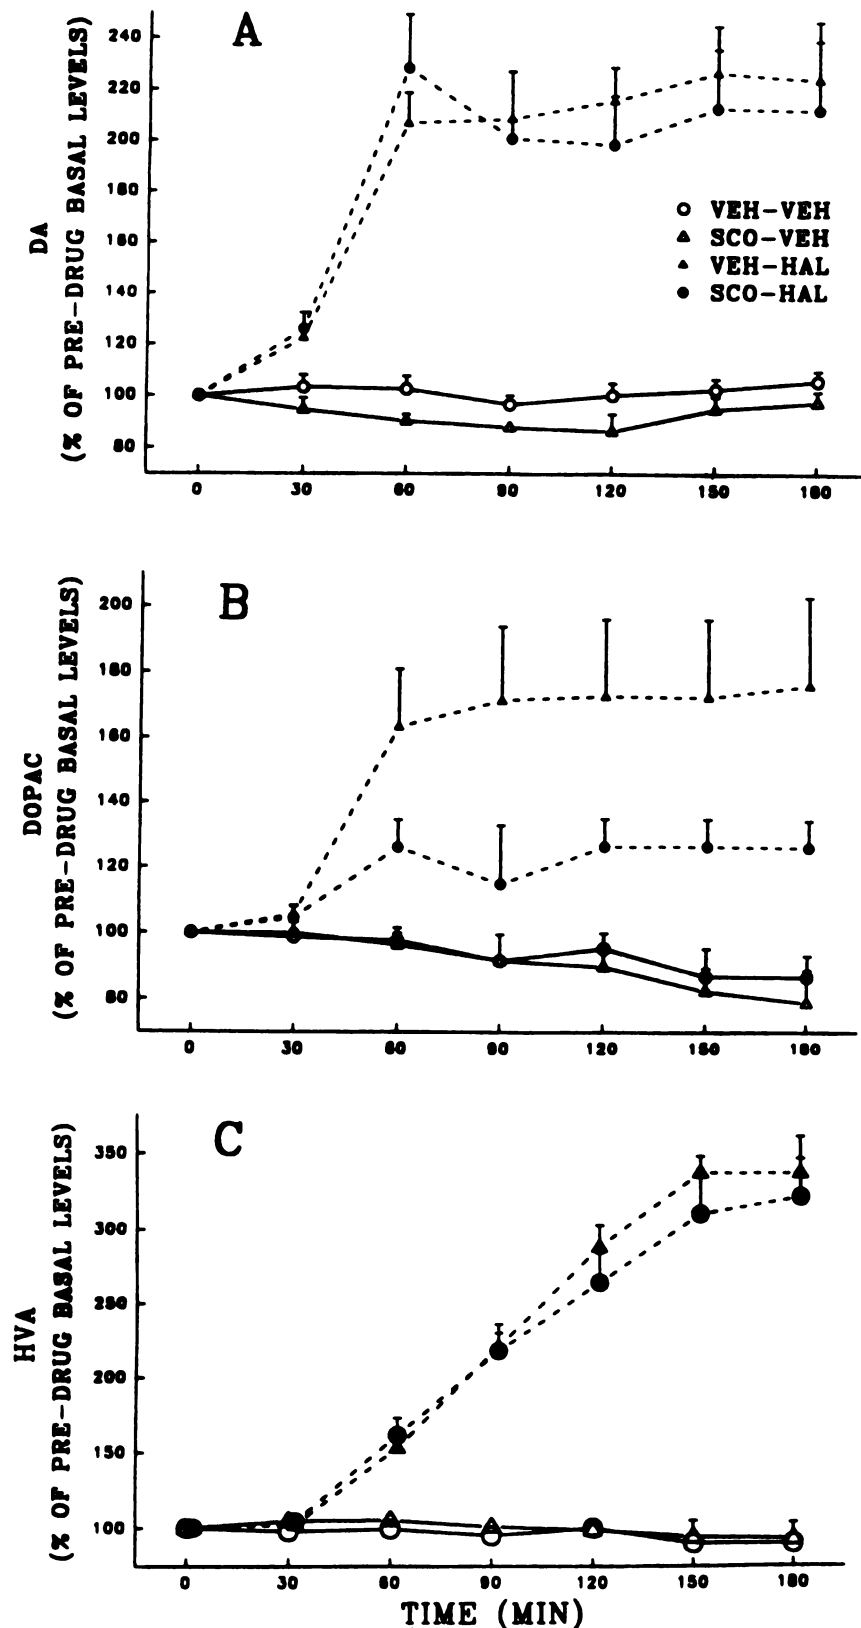 A
DA
(% OF PRE-DRUG BASAL LEVELS)
240
220
200
180
160
140
120
100
80
VEH-VEH
SCO-VEH
VEH-HAL
SCO-HAL
0 30 60 90 120 150 180
B
DOPAC
(% OF PRE-DRUG BASAL LEVELS)
200
180
160
140
120
100
80
0 30 60 90 120 150 180
C
HVA
(% OF PRE-DRUG BASAL LEVELS)
350
300
250
200
150
100
0 30 60 90 120 150 180
TIME (MIN)